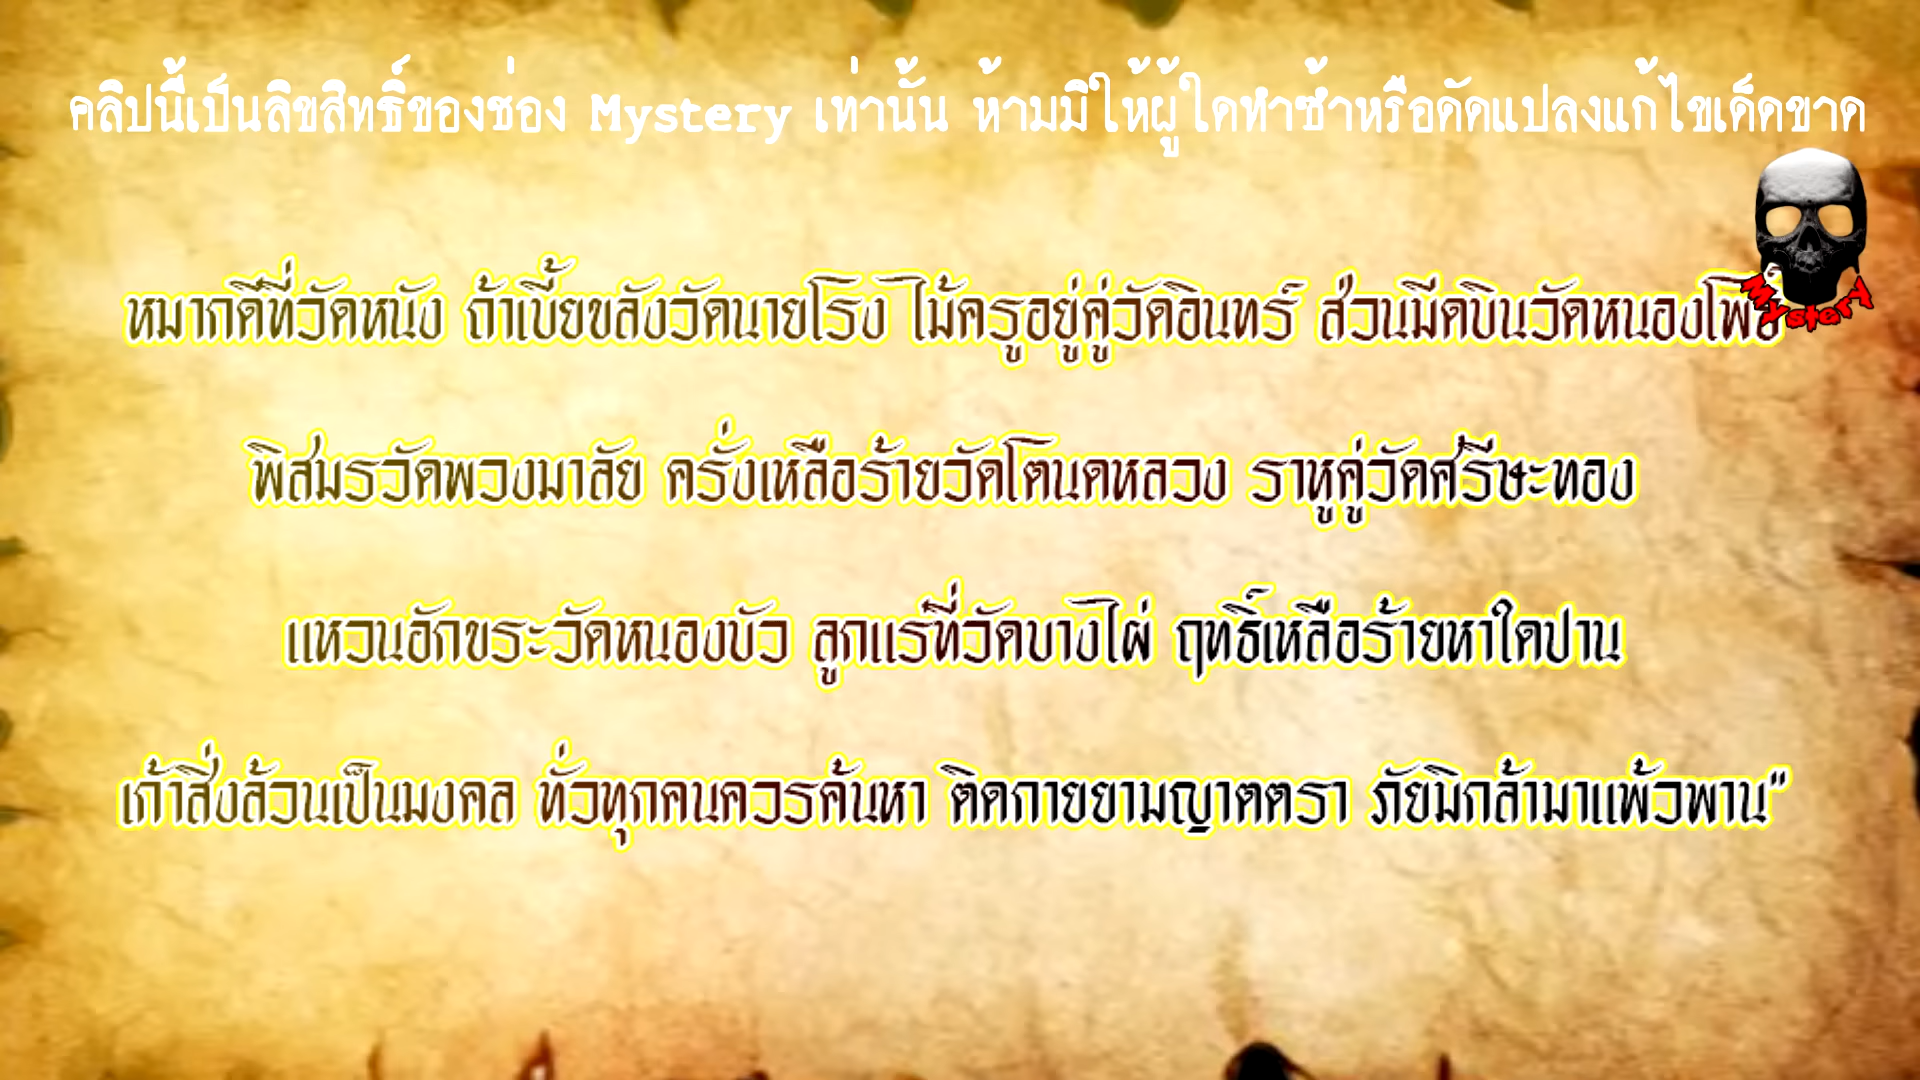 คลิปนี้เป็นลิขสิทธิ์ของช่อง Mystery เท่านั้น ห้ามมิให้ผู้ใดทำซ้ำหรือดัดแปลงแก้ไขเด็ดขาด
หมากดีที่วัดหนัง ถ้าเบี้ยขลังวัดนายโรง ไม้ครูอยู่คู่วัดอินทร์ ส่วนมีดบินวัดหนองโพธิ์
Mystery
พิสมรวัดพวงมาลัย ครั่งเหลือร้ายวัดโตนดหลวง ราหูคู่วัดศรีษะทอง
แหวนอักขระวัดหนองบัว ลูกแร่ที่วัดบางไผ่ ฤทธิ์เหลือร้ายหาใดปาน
เก้าสิ่งล้วนเป็นมงคล ทั่วทุกคนควรค้นหา ติดกายยามญาตตรา ภัยมิกล้ามาแพ้วพาน"